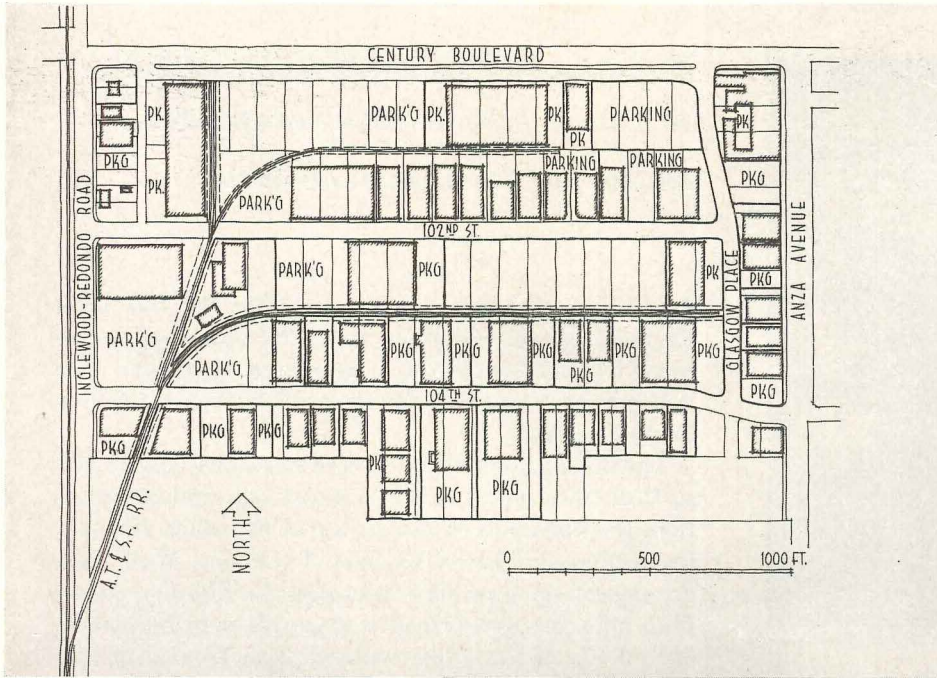 CENTURY BOULEVARD
PK.
PARK'G
PK.
PK
PARKING
PK
PK
PKG
PK.
PARKING
PARKING
PKG
PARK'G
102ND ST.
INGLEWOOD-REDONDO ROAD
GLASGOW PLACE
ANZA AVENUE
PARK'G
PKG
PK
PKG
PARK'G
PARK'G
PKG
PKG
PKG
PKG
PKG
PKG
PKG
104TH ST.
PKG
PKG
PKG
PK
PKG
PKG
A.T. & S.F. RR.
NORTH
0 500 1000 FT.